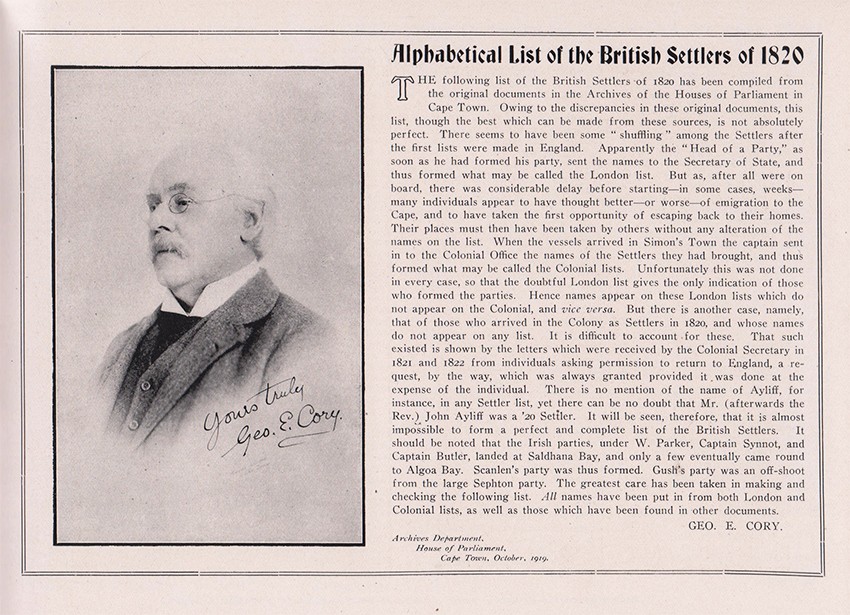 Yours truly
Geo. E. Cory.
Alphabetical List of the British Settlers of 1820
THE following list of the British Settlers of 1820 has been compiled from
the original documents in the Archives of the Houses of Parliament in
Cape Town. Owing to the discrepancies in these original documents, this
list, though the best which can be made from these sources, is not absolutely
perfect. There seems to have been some "shuffling" among the Settlers after
the first lists were made in England. Apparently the "Head of a Party," as
soon as he had formed his party, sent the names to the Secretary of State, and
thus formed what may be called the London list. But as, after all were on
board, there was considerable delay before starting—in some cases, weeks—
many individuals appear to have thought better—or worse—of emigration to the
Cape, and to have taken the first opportunity of escaping back to their homes.
Their places must then have been taken by others without any alteration of the
names on the list. When the vessels arrived in Simon's Town the captain sent
in to the Colonial Office the names of the Settlers they had brought, and thus
formed what may be called the Colonial lists. Unfortunately this was not done
in every case, so that the doubtful London list gives the only indication of those
who formed the parties. Hence names appear on these London lists which do
not appear on the Colonial, and vice versa. But there is another case, namely,
that of those who arrived in the Colony as Settlers in 1820, and whose names
do not appear on any list. It is difficult to account for these. That such
existed is shown by the letters which were received by the Colonial Secretary in
1821 and 1822 from individuals asking permission to return to England, a re-
quest, by the way, which was always granted provided it was done at the
expense of the individual. There is no mention of the name of Ayliff, for
instance, in any Settler list, yet there can be no doubt that Mr. (afterwards the
Rev.) John Ayliff was a '20 Settler. It will be seen, therefore, that it is almost
impossible to form a perfect and complete list of the British Settlers. It
should be noted that the Irish parties, under W. Parker, Captain Synnot, and
Captain Butler, landed at Saldhana Bay, and only a few eventually came round
to Algoa Bay. Scanlen's party was thus formed. Gush's party was an off-shoot
from the large Sephton party. The greatest care has been taken in making and
checking the following list. All names have been put in from both London and
Colonial lists, as well as those which have been found in other documents.
GEO. E. CORY.
Archives Department,
House of Parliament,
Cape Town, October, 1919.